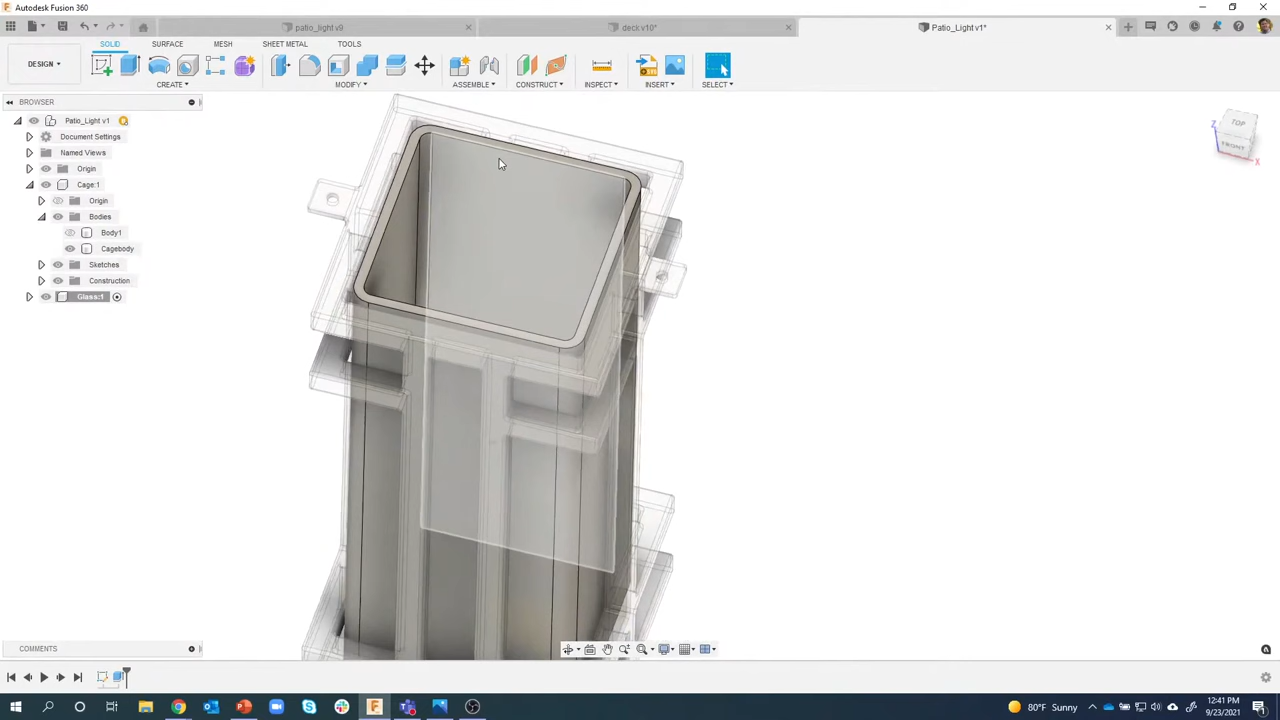 Autodesk Fusion 360
patio_light v9
deck v10*
Patio_Light v1*
SOLID SURFACE MESH SHEET METAL TOOLS
DESIGN
CREATE MODIFY ASSEMBLE CONSTRUCT INSPECT INSERT SELECT
BROWSER
Patio_Light v1
Document Settings
Named Views
Origin
Cage:1
Origin
Bodies
Body1
Cagebody
Sketches
Construction
Glass:1
TOP
FRONT
Z
X
COMMENTS
80°F Sunny
12:41 PM
9/23/2021